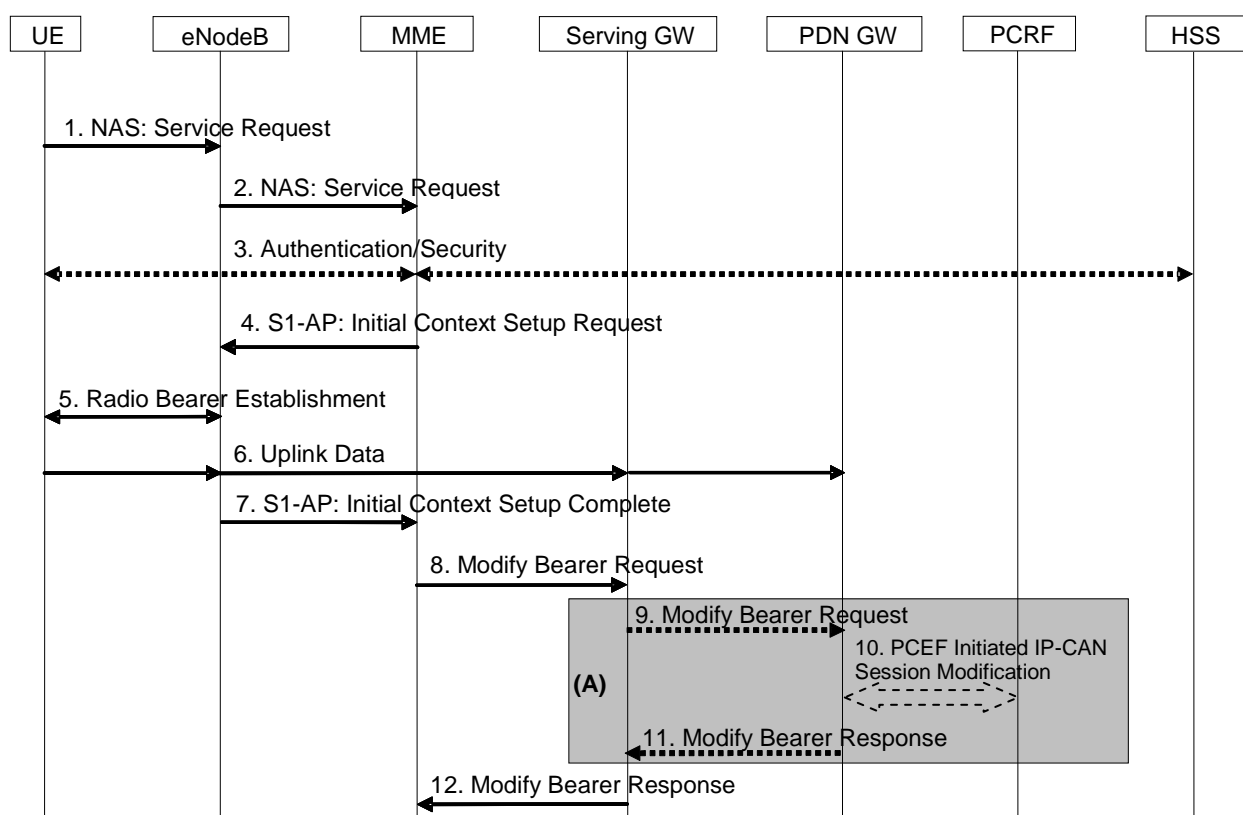 UE
eNodeB
MME
Serving GW
PDN GW
PCRF
HSS
1. NAS: Service Request
2. NAS: Service Request
3. Authentication/Security
4. S1-AP: Initial Context Setup Request
5. Radio Bearer Establishment
6. Uplink Data
7. S1-AP: Initial Context Setup Complete
8. Modify Bearer Request
9. Modify Bearer Request
10. PCEF Initiated IP-CAN
Session Modification
(A)
11. Modify Bearer Response
12. Modify Bearer Response